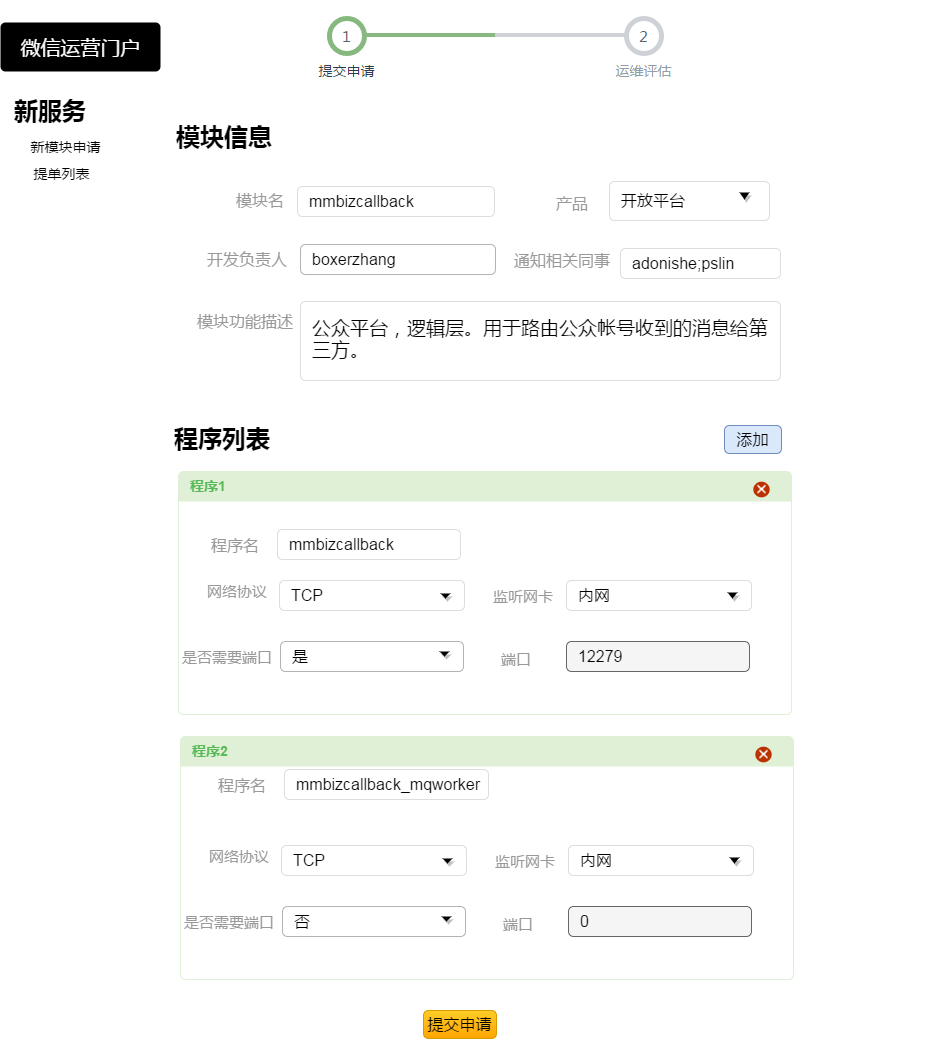 微信运营门户
1
2
提交申请
运维评估
新服务
新模块申请
提单列表
模块信息
模块名 mmbizcallback 产品 开放平台
开发负责人 boxerzhang 通知相关同事 adonishe;pslin
模块功能描述 公众平台，逻辑层。用于路由公众帐号收到的消息给第
三方。
程序列表 添加
程序1
程序名 mmbizcallback
网络协议 TCP 监听网卡 内网
是否需要端口 是 端口 12279
程序2
程序名 mmbizcallback_mqworker
网络协议 TCP 监听网卡 内网
是否需要端口 否 端口 0
提交申请